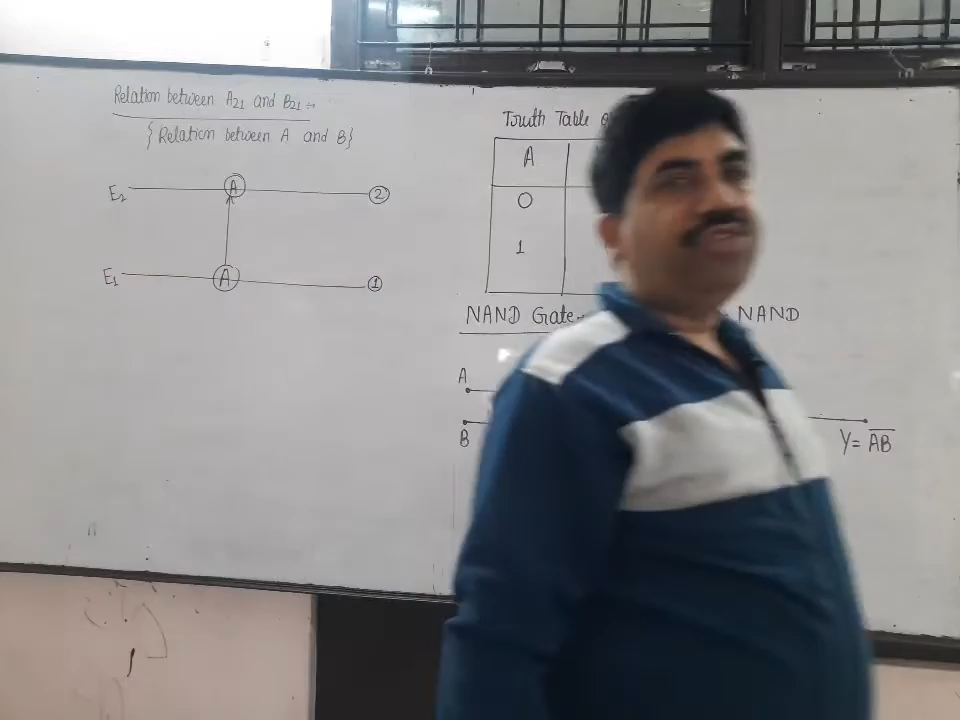 Relation between A₂₁ and B₂₁ :-
{Relation between A and B}
E₂ A 2
E₁ A 1
Truth Table
A
0
1
NAND Gate:- NAND
A
B
Y = A̅B̅